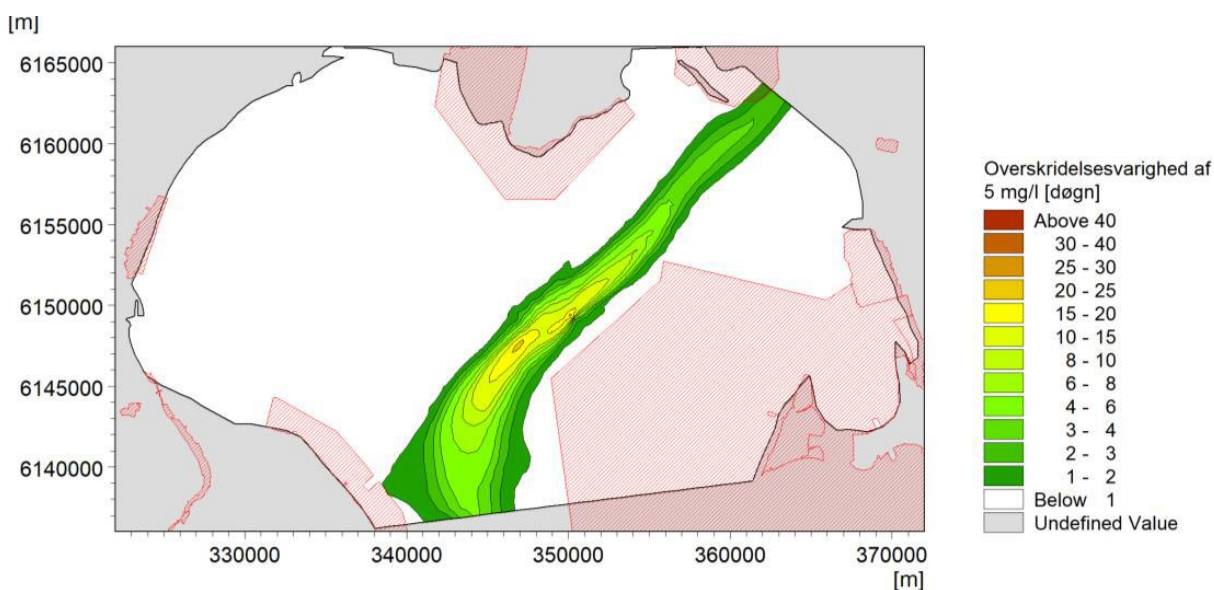 [m]
6165000
6160000
6155000
6150000
6145000
6140000
330000 340000 350000 360000 370000
[m]
Overskridelsesvarighed af
5 mg/l [døgn]
Above 40
30 - 40
25 - 30
20 - 25
15 - 20
10 - 15
8 - 10
6 - 8
4 - 6
3 - 4
2 - 3
1 - 2
Below 1
Undefined Value